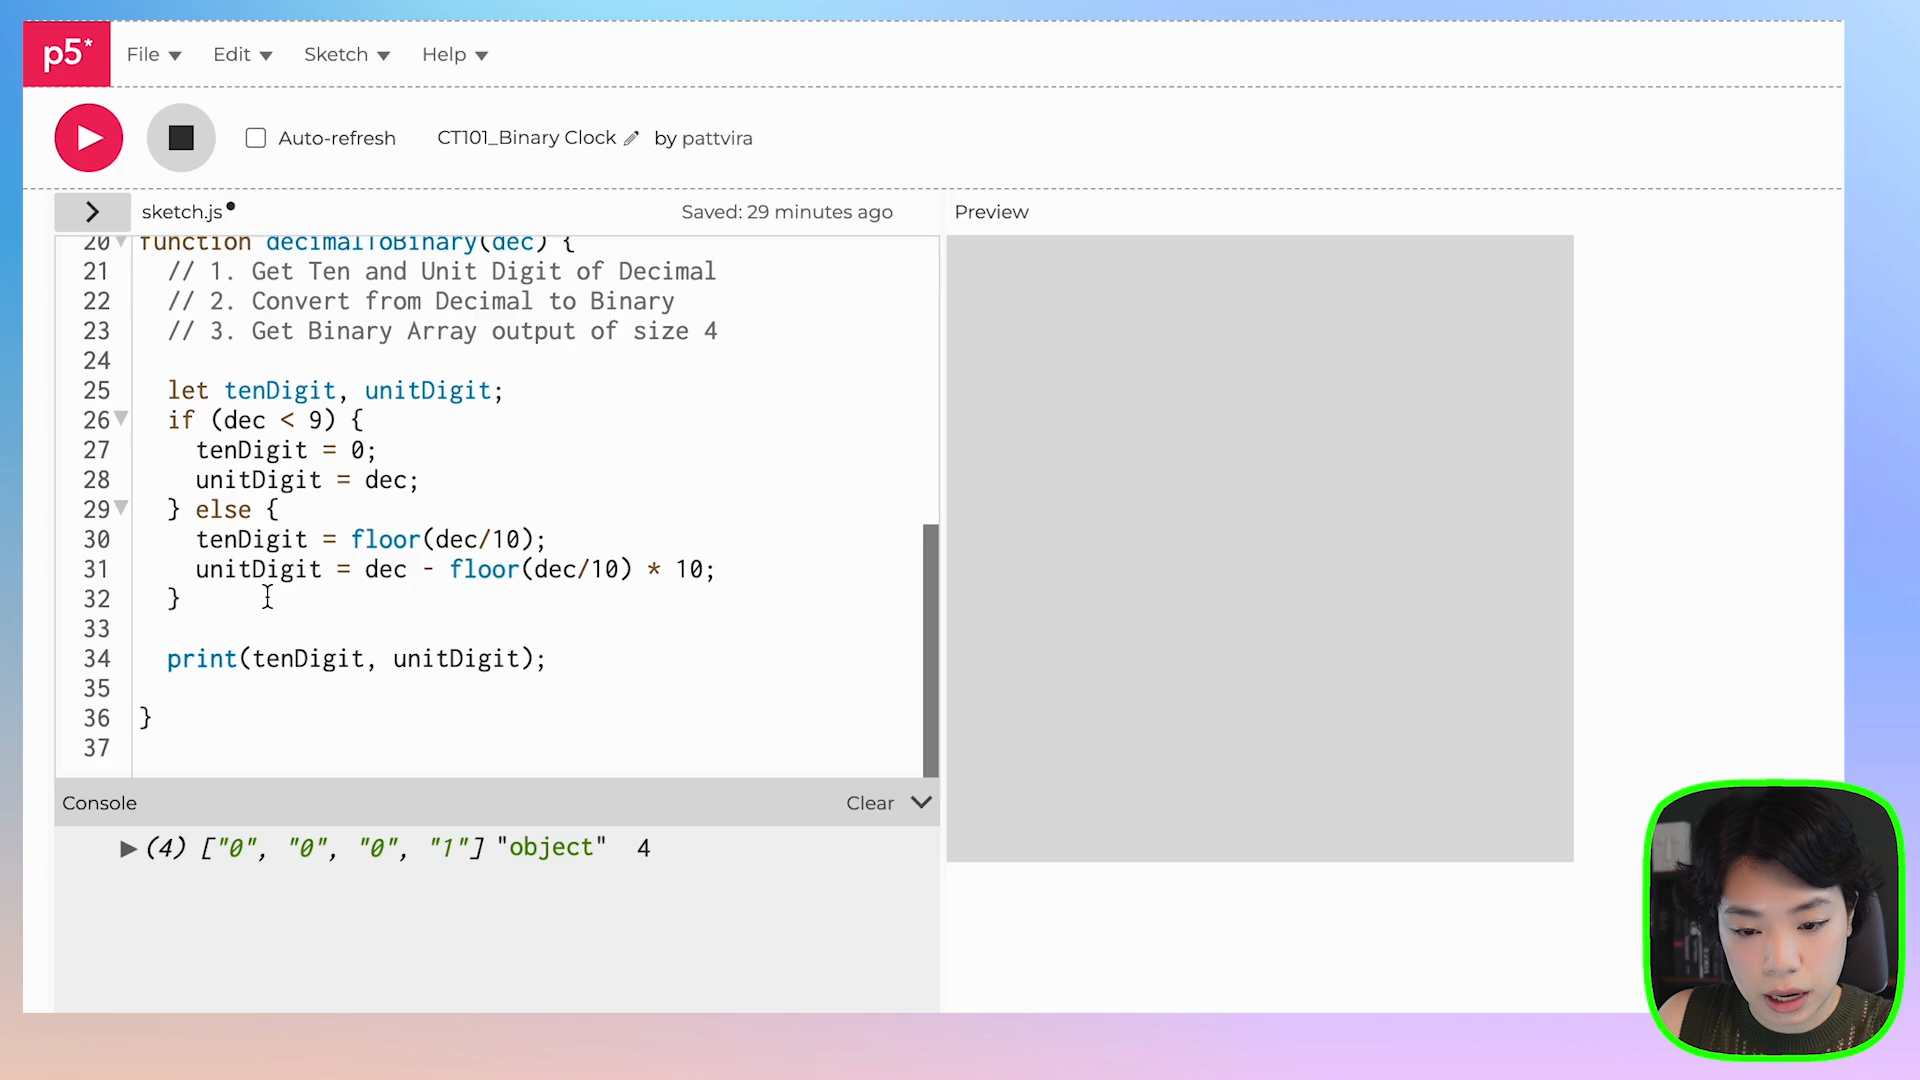 p5*
File Edit Sketch Help
Auto-refresh CT101_Binary Clock by pattvira
sketch.js Saved: 29 minutes ago Preview
20 function decimalToBinary(dec) {
21 // 1. Get Ten and Unit Digit of Decimal
22 // 2. Convert from Decimal to Binary
23 // 3. Get Binary Array output of size 4
24
25 let tenDigit, unitDigit;
26 if (dec < 9) {
27 tenDigit = 0;
28 unitDigit = dec;
29 } else {
30 tenDigit = floor(dec/10);
31 unitDigit = dec - floor(dec/10) * 10;
32 }
33
34 print(tenDigit, unitDigit);
35
36 }
37
Console Clear
(4) ["0", "0", "0", "1"] "object" 4